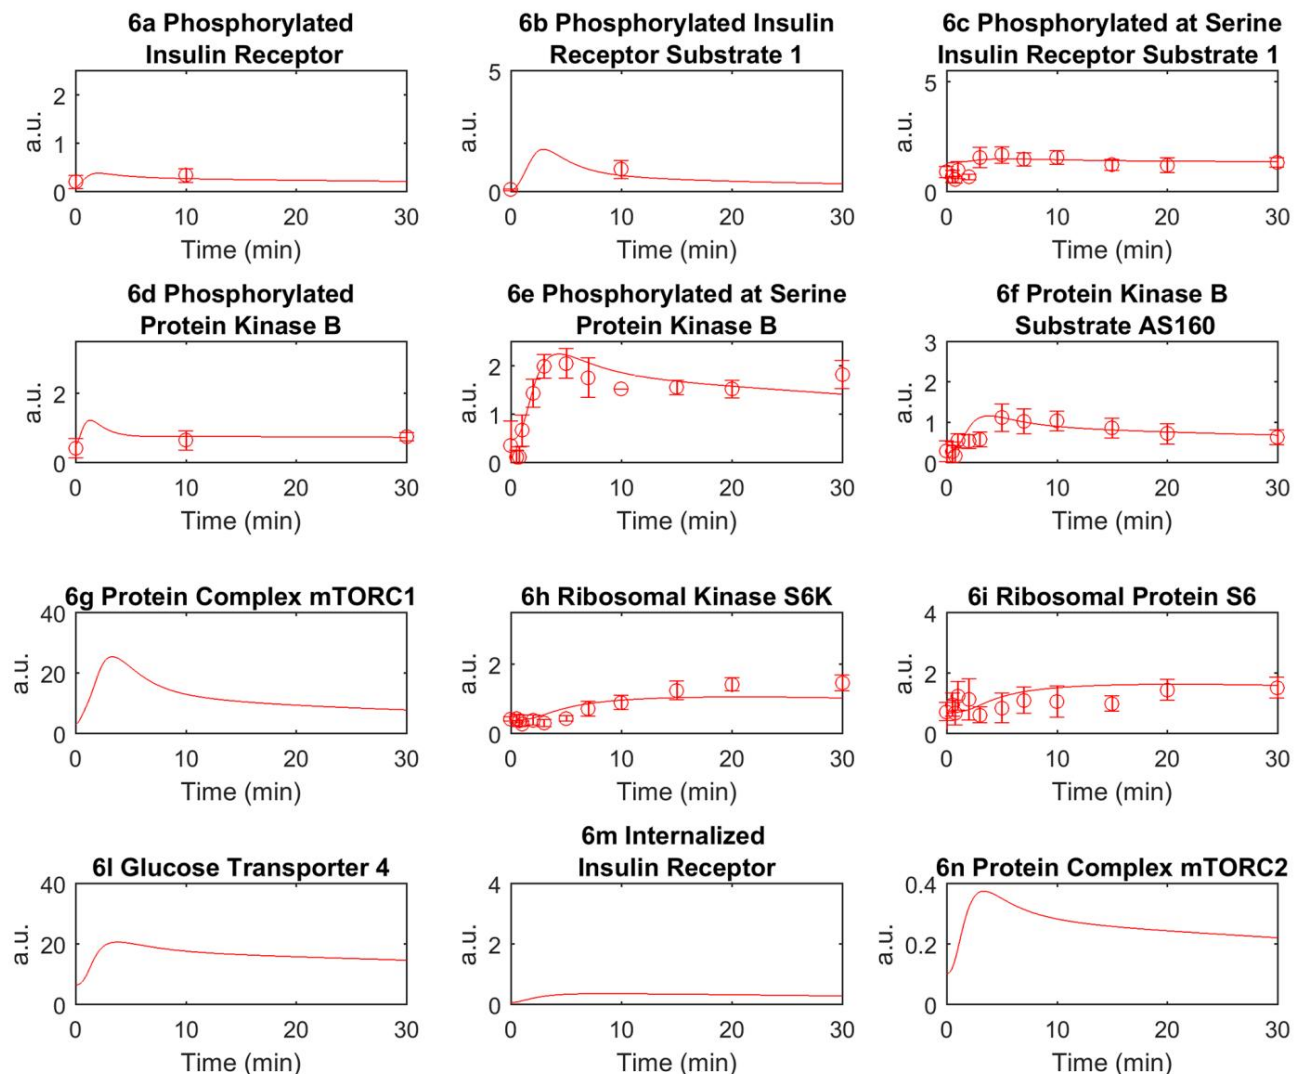 6a Phosphorylated
Insulin Receptor
a.u.
2
1
0
0 10 20 30
Time (min)
6b Phosphorylated Insulin
Receptor Substrate 1
a.u.
5
0
0 10 20 30
Time (min)
6c Phosphorylated at Serine
Insulin Receptor Substrate 1
a.u.
5
0
0 10 20 30
Time (min)
6d Phosphorylated
Protein Kinase B
a.u.
2
0
0 10 20 30
Time (min)
6e Phosphorylated at Serine
Protein Kinase B
a.u.
2
1
0
0 10 20 30
Time (min)
6f Protein Kinase B
Substrate AS160
a.u.
3
2
1
0
0 10 20 30
Time (min)
6g Protein Complex mTORC1
a.u.
40
20
0
0 10 20 30
Time (min)
6h Ribosomal Kinase S6K
a.u.
2
0
0 10 20 30
Time (min)
6i Ribosomal Protein S6
a.u.
4
2
0
0 10 20 30
Time (min)
6l Glucose Transporter 4
a.u.
40
20
0
0 10 20 30
Time (min)
6m Internalized
Insulin Receptor
a.u.
4
2
0
0 10 20 30
Time (min)
6n Protein Complex mTORC2
a.u.
0.4
0.2
0
0 10 20 30
Time (min)